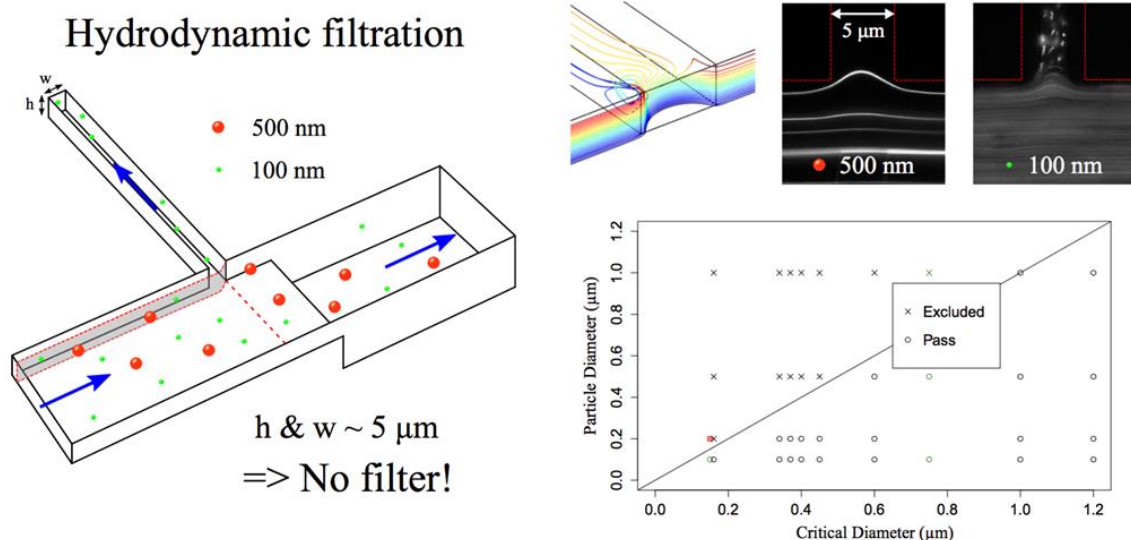 Hydrodynamic filtration
w
h
500 nm
100 nm
h & w ~ 5 μm
=> No filter!
5 μm
500 nm
100 nm
Particle Diameter (μm)
1.2
1.0
0.8
0.6
0.4
0.2
0.0
× Excluded
○ Pass
0.0 0.2 0.4 0.6 0.8 1.0 1.2
Critical Diameter (μm)